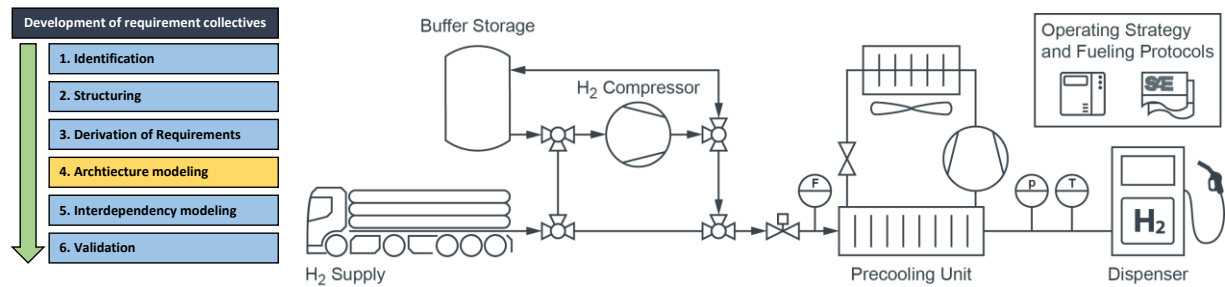 Development of requirement collectives
1. Identification
2. Structuring
3. Derivation of Requirements
4. Archtiecture modeling
5. Interdependency modeling
6. Validation
Buffer Storage
H₂ Compressor
H₂ Supply
F
Precooling Unit
p
T
H₂
Dispenser
Operating Strategy
and Fueling Protocols
SAE